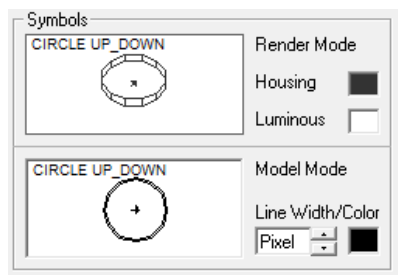 Symbols
CIRCLE UP_DOWN
Render Mode
Housing
Luminous
CIRCLE UP_DOWN
Model Mode
Line Width/Color
Pixel